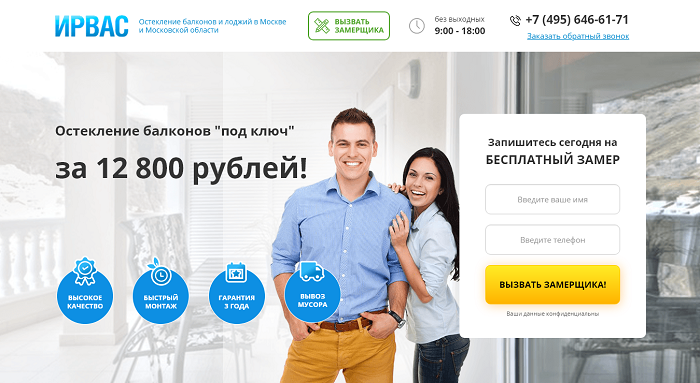 ИРВАС
Остекление балконов и лоджий в Москве
и Московской области
ВЫЗВАТЬ
ЗАМЕРЩИКА
без выходных
9:00 - 18:00
+7 (495) 646-61-71
Заказать обратный звонок
Остекление балконов "под ключ"
за 12 800 рублей!
ВЫСОКОЕ
КАЧЕСТВО
БЫСТРЫЙ
МОНТАЖ
ГАРАНТИЯ
3 ГОДА
ВЫВОЗ
МУСОРА
Запишитесь сегодня на
БЕСПЛАТНЫЙ ЗАМЕР
Введите ваше имя
Введите телефон
ВЫЗВАТЬ ЗАМЕРЩИКА!
Ваши данные конфиденциальны